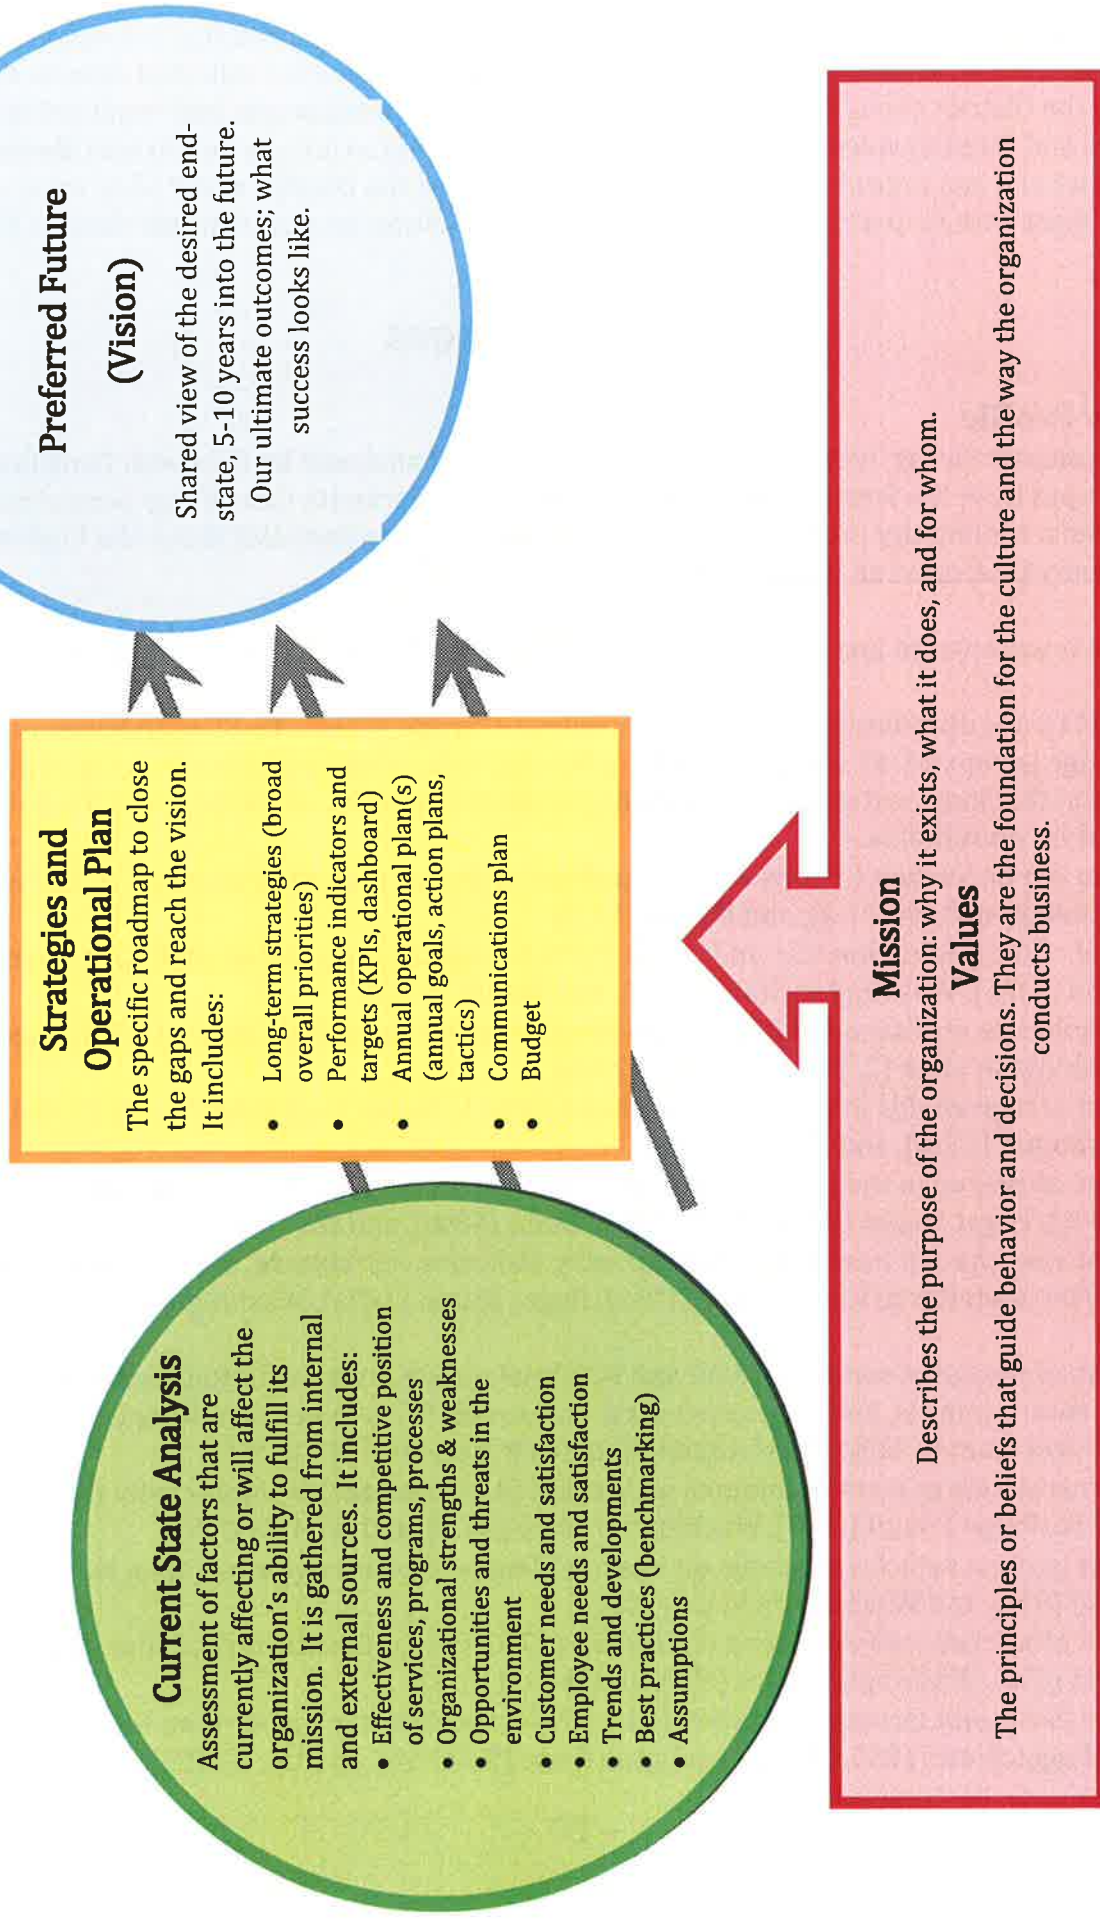 Current State Analysis
Assessment of factors that are
currently affecting or will affect the
organization's ability to fulfill its
mission. It is gathered from internal
and external sources. It includes:
• Effectiveness and competitive position
of services, programs, processes
• Organizational strengths & weaknesses
• Opportunities and threats in the
environment
• Customer needs and satisfaction
• Employee needs and satisfaction
• Trends and developments
• Best practices (benchmarking)
• Assumptions
Strategies and
Operational Plan
The specific roadmap to close
the gaps and reach the vision.
It includes:
• Long-term strategies (broad
overall priorities)
• Performance indicators and
targets (KPIs, dashboard)
• Annual operational plan(s)
(annual goals, action plans,
tactics)
• Communications plan
• Budget
Preferred Future
(Vision)
Shared view of the desired end-
state, 5-10 years into the future.
Our ultimate outcomes; what
success looks like.
Mission
Describes the purpose of the organization: why it exists, what it does, and for whom.
Values
The principles or beliefs that guide behavior and decisions. They are the foundation for the culture and the way the organization
conducts business.